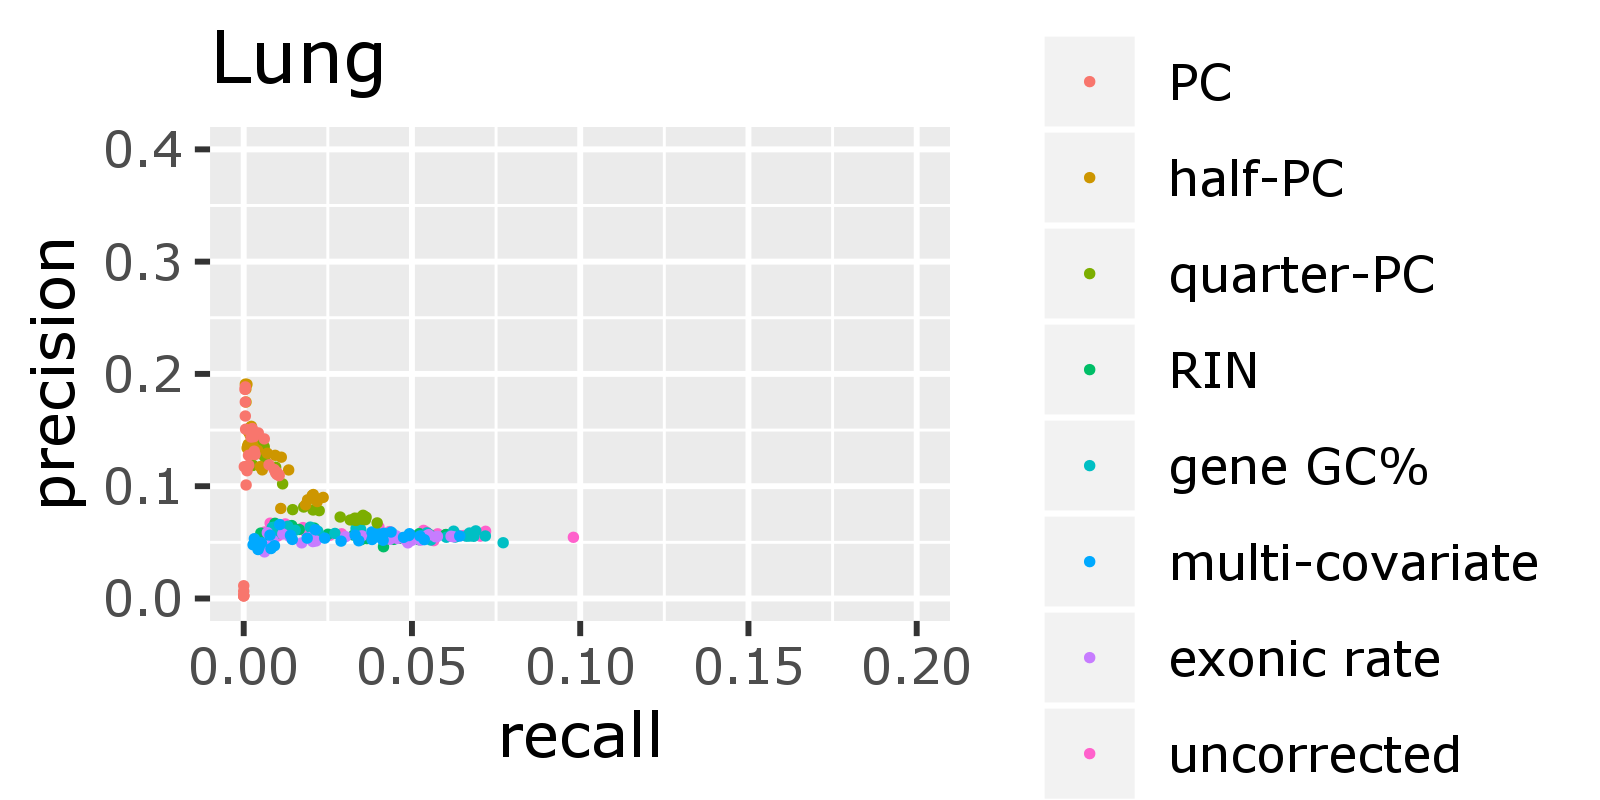 Lung
precision
0.4
0.3
0.2
0.1
0.0
0.00 0.05 0.10 0.15 0.20
recall
PC
half-PC
quarter-PC
RIN
gene GC%
multi-covariate
exonic rate
uncorrected